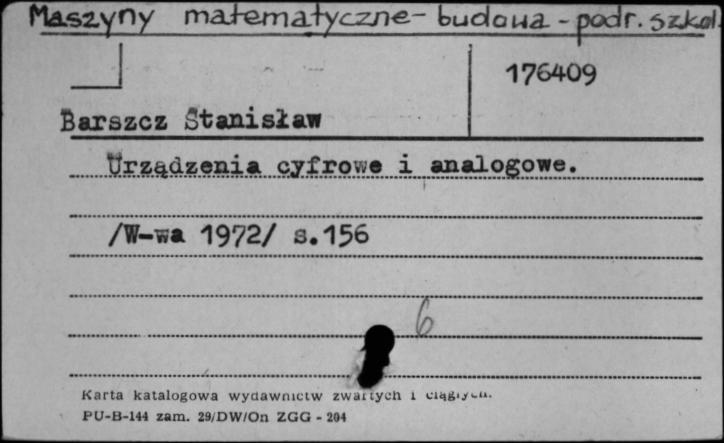 Maszyny matematyczne - budowa - podr. szkol.
176409
Barszcz Stanisław
Urządzenia cyfrowe i analogowe.
/W-wa 1972/ s.156
6
Karta katalogowa wydawnictw zwartych i ciągłych.
PU-B-144 zam. 29/DW/On ZGG - 204